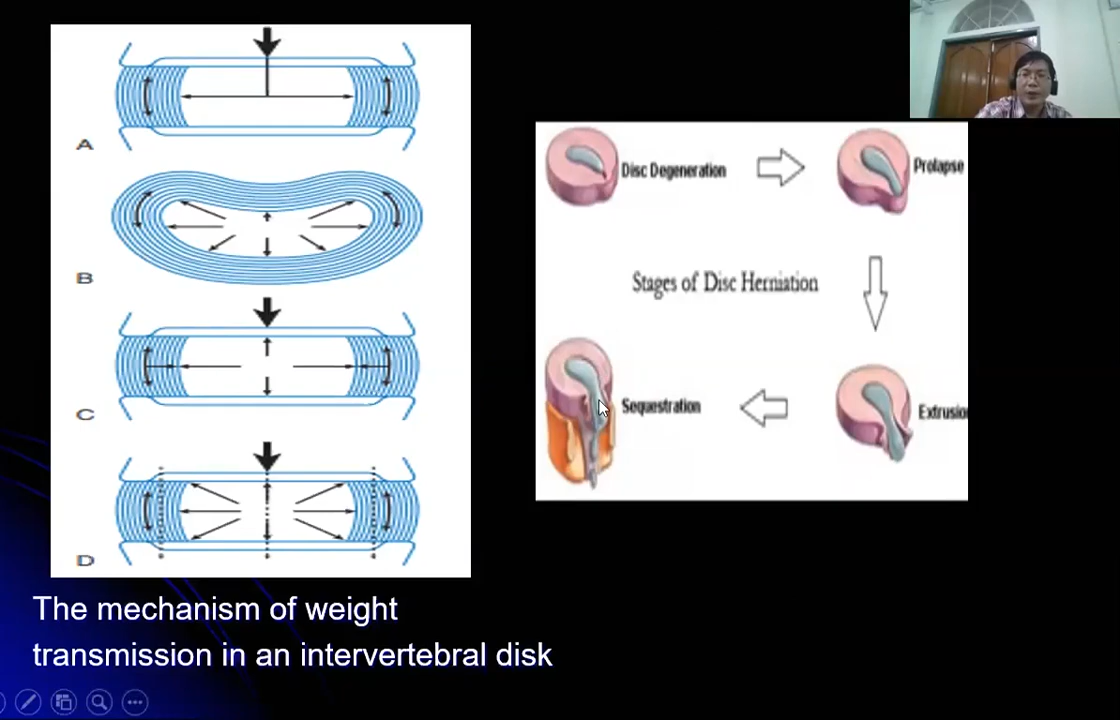 A
B
C
D
Disc Degeneration
Prolapse
Stages of Disc Herniation
Sequestration
Extrusio
The mechanism of weight
transmission in an intervertebral disk